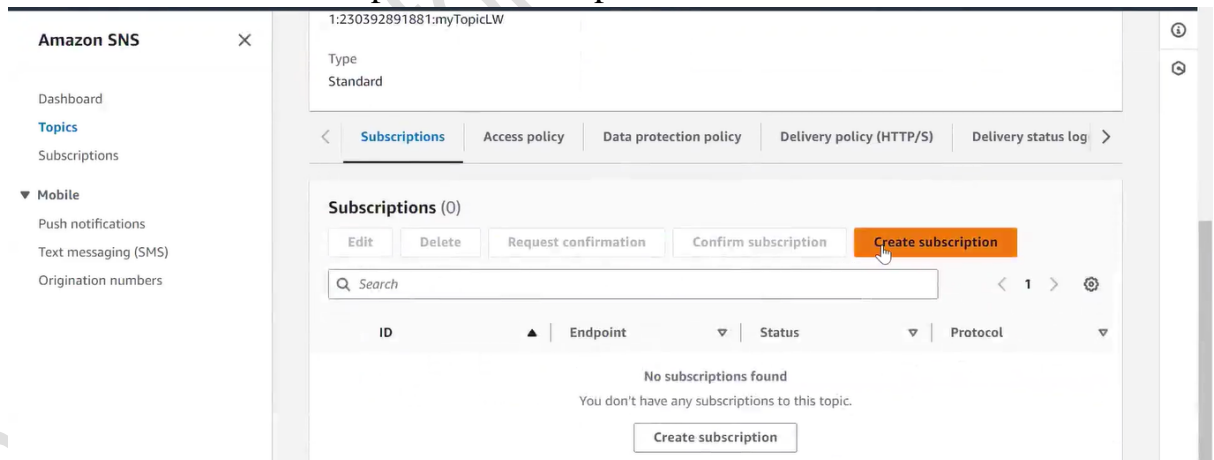 1:230392891881:myTopicLW
Amazon SNS
Type
Standard
Dashboard
Topics
Subscriptions
Mobile
Push notifications
Text messaging (SMS)
Origination numbers
Subscriptions
Access policy
Data protection policy
Delivery policy (HTTP/S)
Delivery status log
Subscriptions (0)
Edit
Delete
Request confirmation
Confirm subscription
Create subscription
Search
1
ID
Endpoint
Status
Protocol
No subscriptions found
You don't have any subscriptions to this topic.
Create subscription